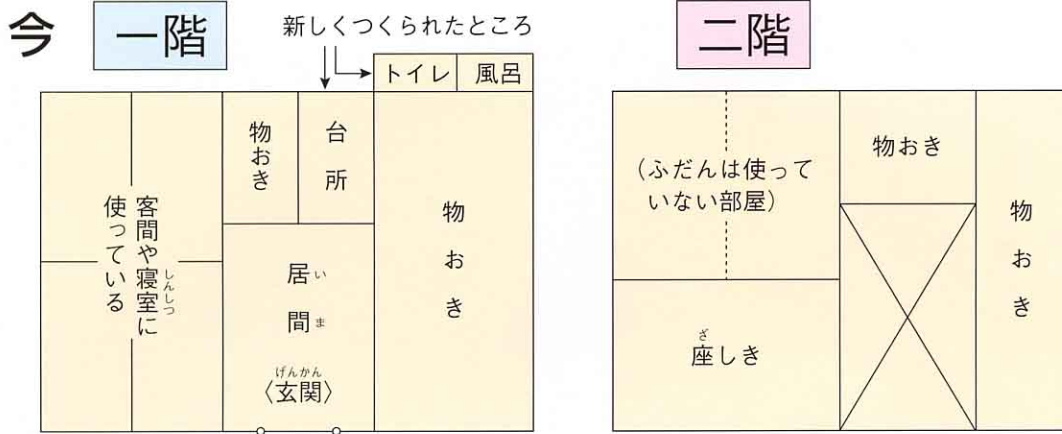 今
一階
新しくつくられたところ
トイレ
風呂
物おき
台所
客間や寝室に
しんしつ
使っている
物おき
居間
いま
げんかん
〈玄関〉
二階
(ふだんは使って
いない部屋)
物おき
物おき
ざ
座しき